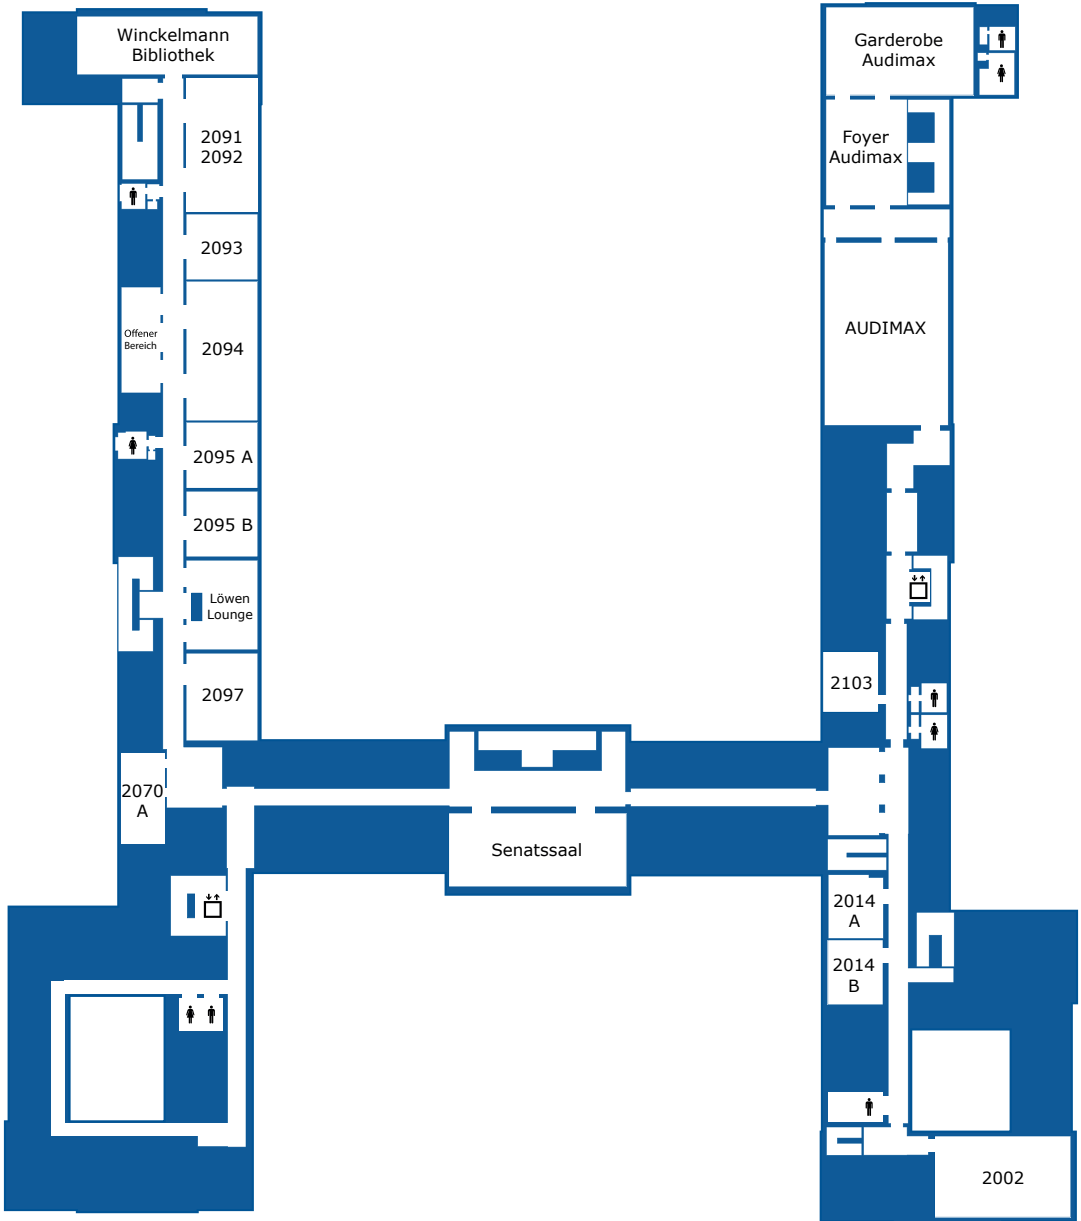 Winckelmann
Bibliothek
2091
2092
2093
Offener
Bereich
2094
2095 A
2095 B
Löwen
Lounge
2097
2070
A
Senatssaal
Garderobe
Audimax
Foyer
Audimax
AUDIMAX
2103
2014
A
2014
B
2002